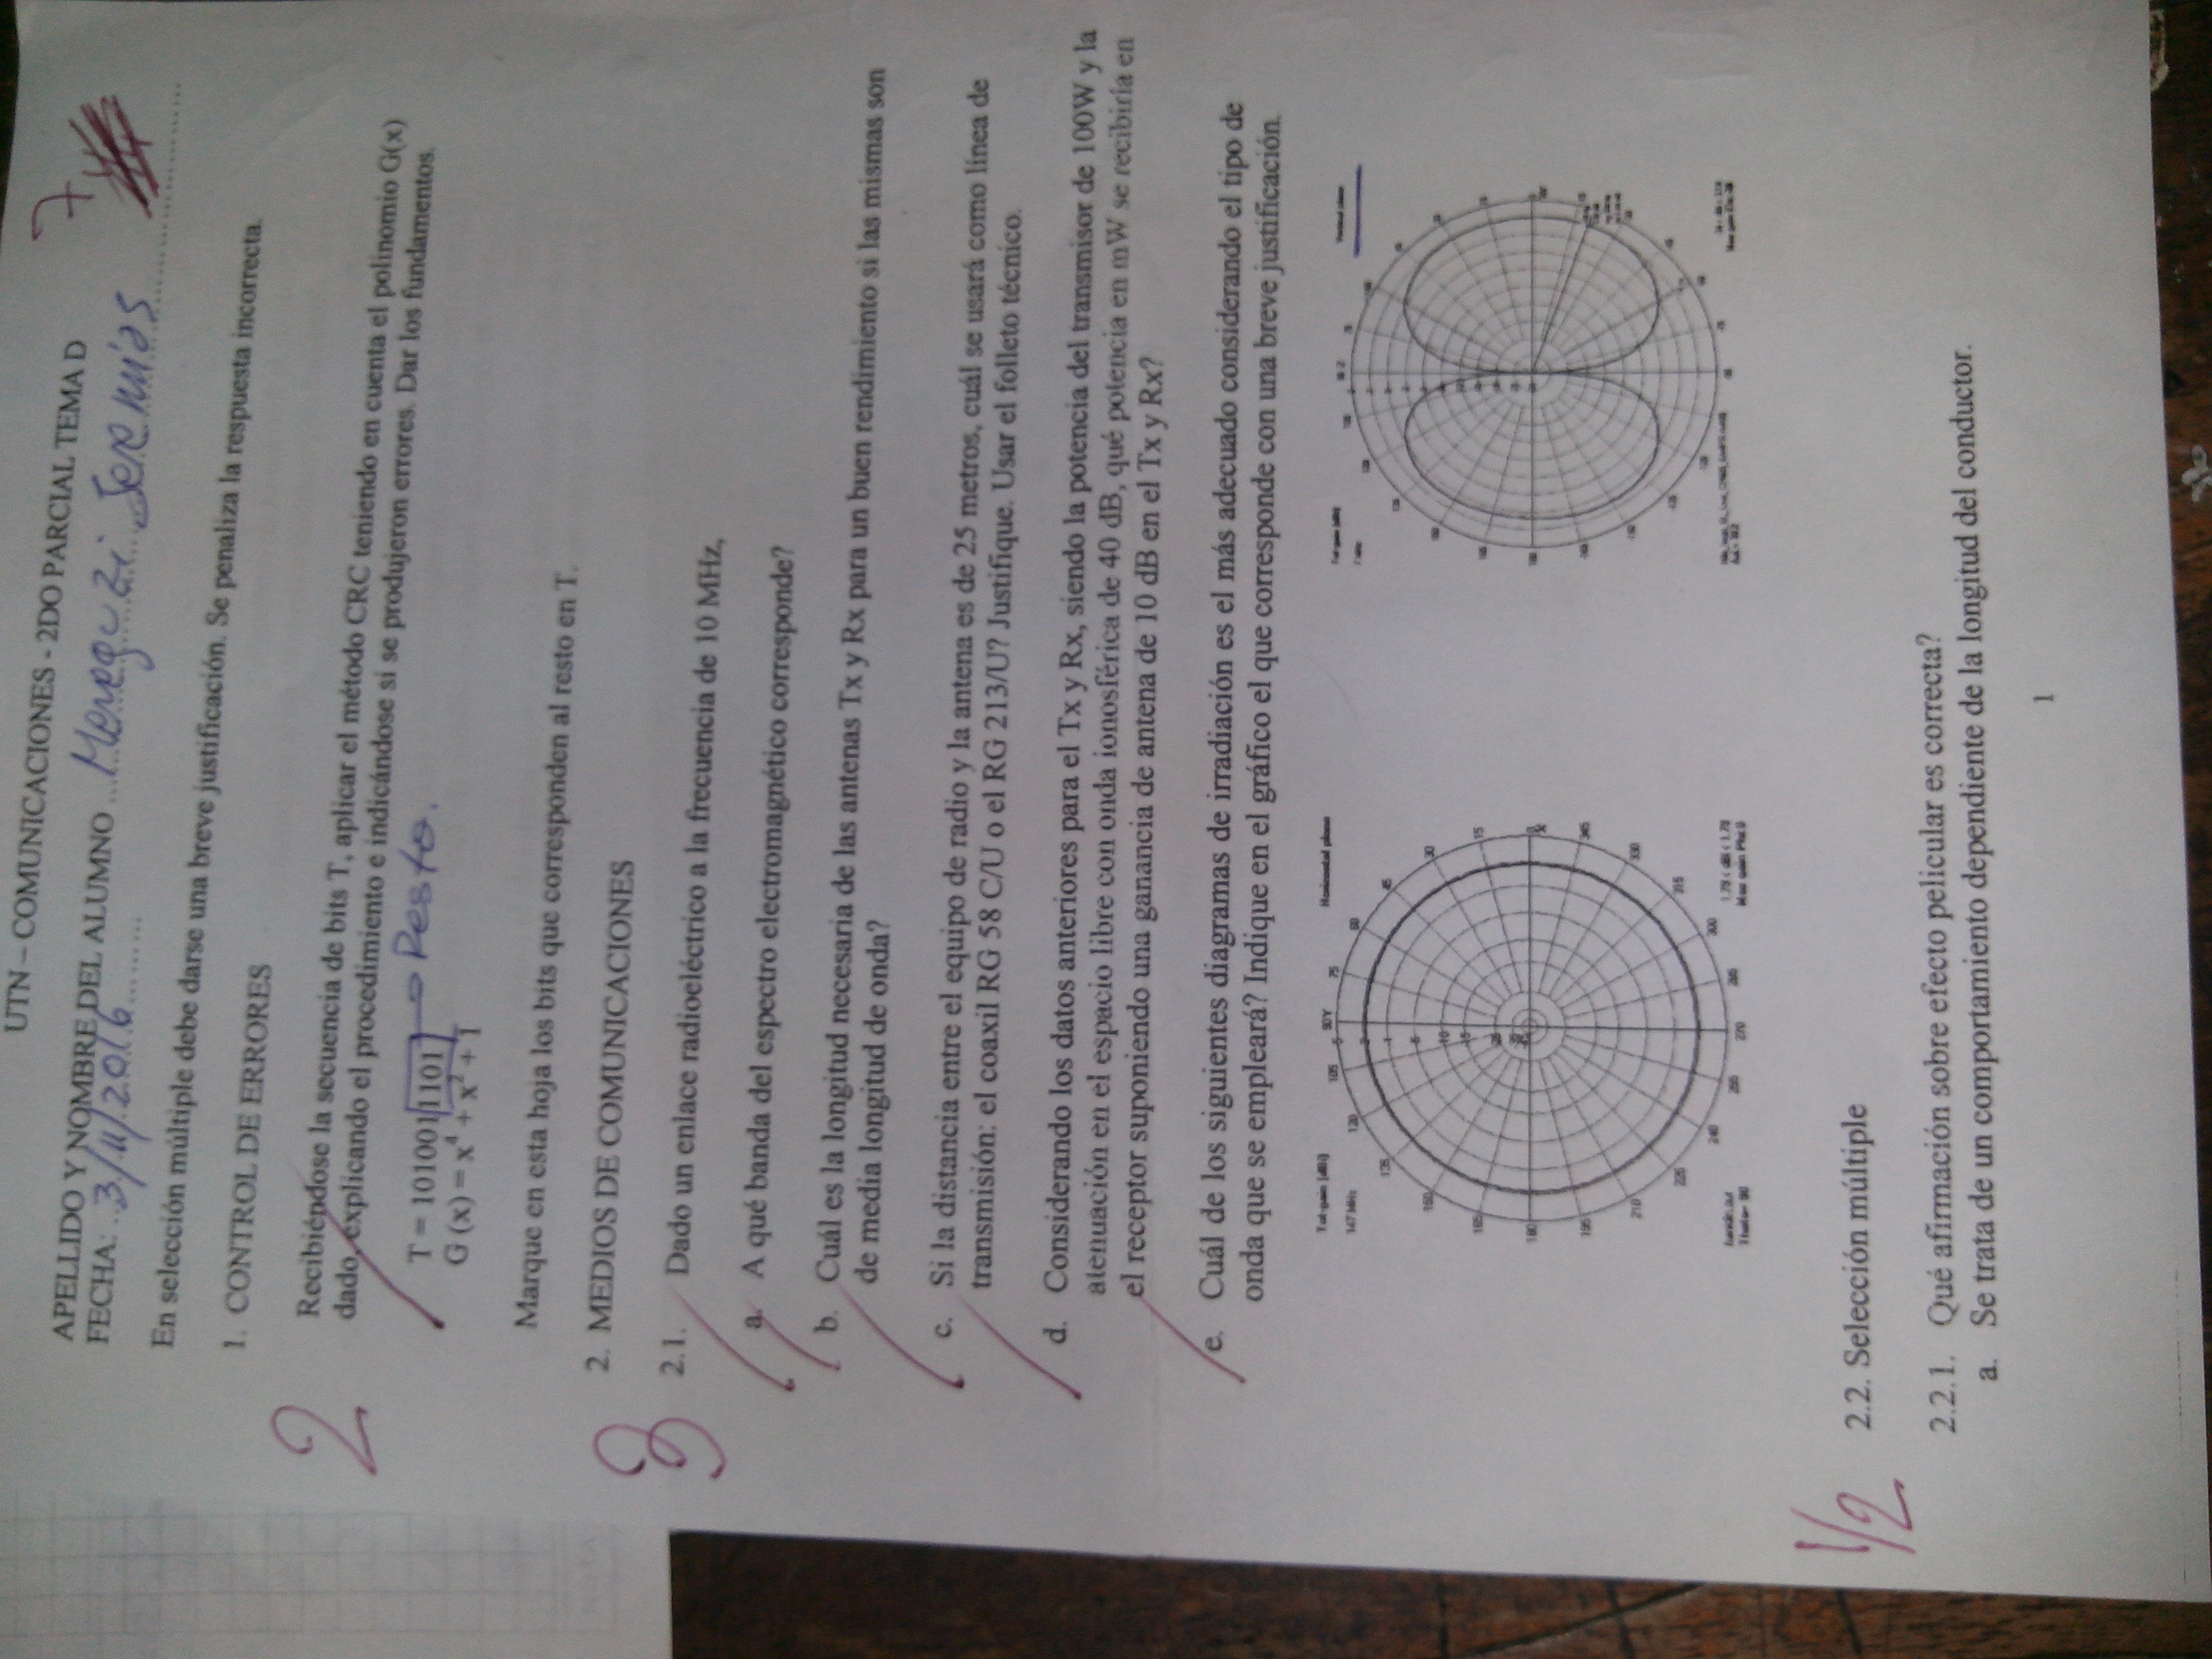 UTN – COMUNICACIONES - 2DO PARCIAL TEMA D
7
APELLIDO Y NOMBRE DEL ALUMNO Mereguzi Jeremías
FECHA: 3/11/2016
En selección múltiple debe darse una breve justificación. Se penaliza la respuesta incorrecta.
1. CONTROL DE ERRORES
2
Recibiéndose la secuencia de bits T, aplicar el método CRC teniendo en cuenta el polinomio G(x)
dado, explicando el procedimiento e indicándose si se produjeron errores. Dar los fundamentos.
T = 1010011101 → Resto.
G (x) = x⁴ + x² + 1
Marque en esta hoja los bits que corresponden al resto en T.
2. MEDIOS DE COMUNICACIONES
3
2.1. Dado un enlace radioeléctrico a la frecuencia de 10 MHz,
a. A qué banda del espectro electromagnético corresponde?
b. Cuál es la longitud necesaria de las antenas Tx y Rx para un buen rendimiento si las mismas son
de media longitud de onda?
c. Si la distancia entre el equipo de radio y la antena es de 25 metros, cuál se usará como línea de
transmisión: el coaxil RG 58 C/U o el RG 213/U? Justifique. Usar el folleto técnico.
d. Considerando los datos anteriores para el Tx y Rx, siendo la potencia del transmisor de 100W y la
atenuación en el espacio libre con onda ionosférica de 40 dB, qué potencia en mW se recibiría en
el receptor suponiendo una ganancia de antena de 10 dB en el Tx y Rx?
e. Cuál de los siguientes diagramas de irradiación es el más adecuado considerando el tipo de
onda que se empleará? Indique en el gráfico el que corresponde con una breve justificación.
Tot-gain [dBi]
Horizontal plane
147 MHz
90Y
105 75
120 60
135 45
150 30
165 15
180
195 345
210 330
225 315
240 300
255 285
270
Theta= 90
1.78 < dBi < 1.78
Max gain Phi:0
Vertical plane
1/2
2.2. Selección múltiple
2.2.1. Qué afirmación sobre efecto pelicular es correcta?
a. Se trata de un comportamiento dependiente de la longitud del conductor.
1